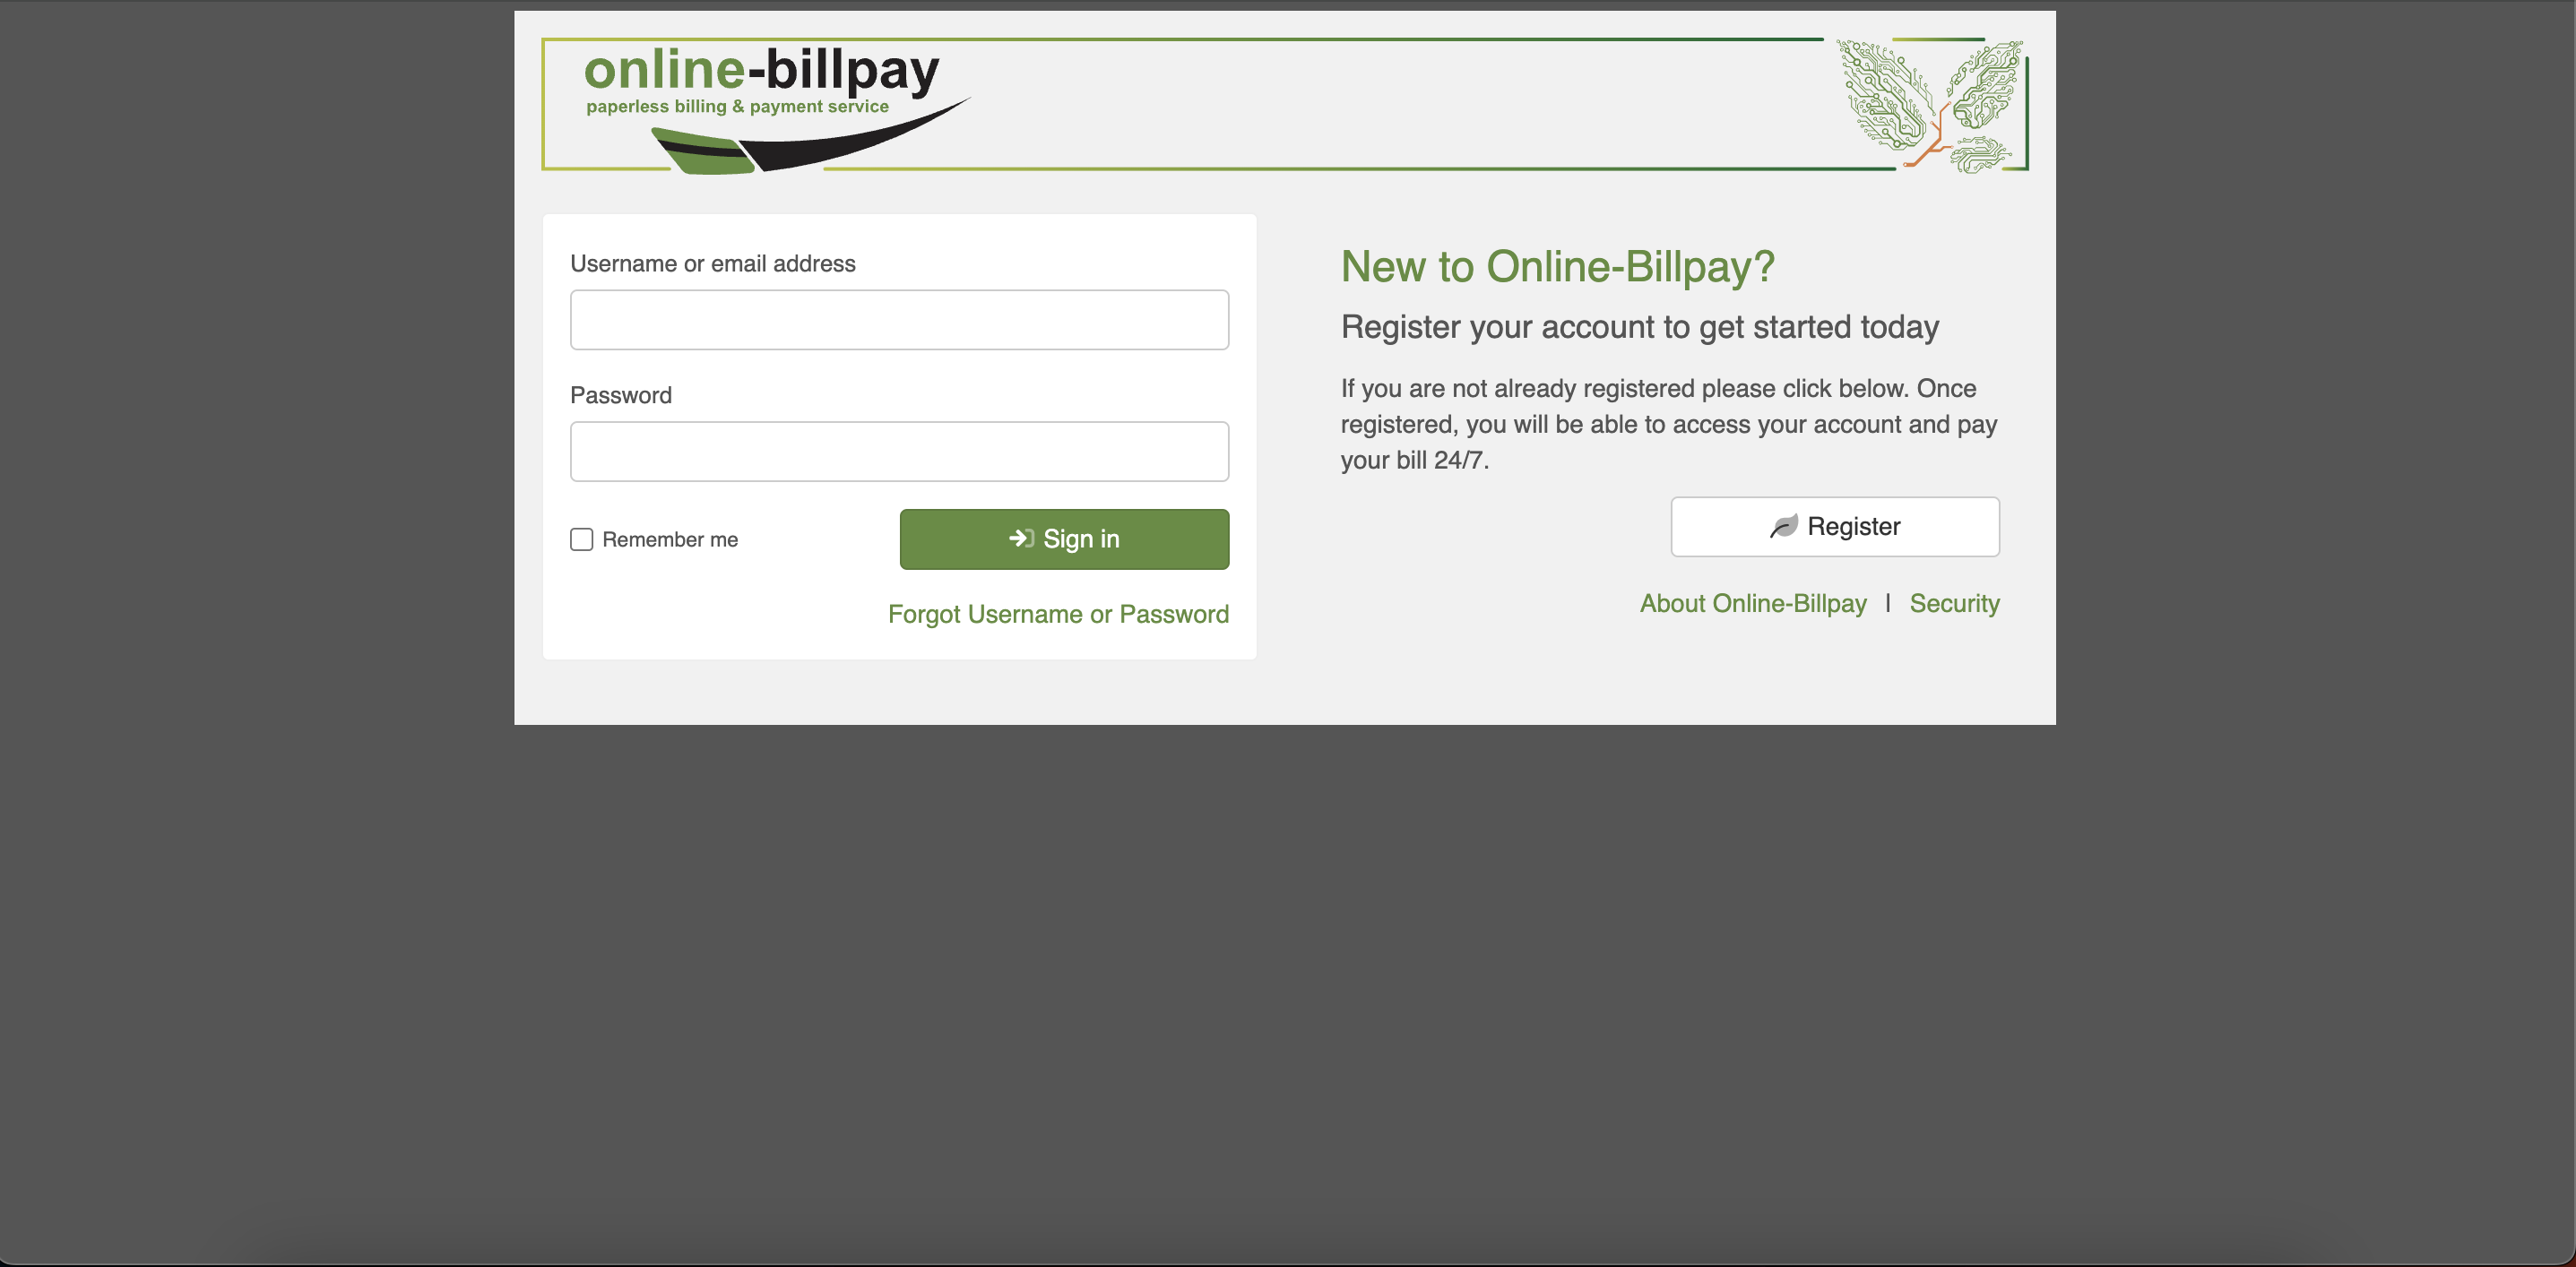 online-billpay
paperless billing & payment service
Username or email address
Password
Remember me
Sign in
Forgot Username or Password
New to Online-Billpay?
Register your account to get started today
If you are not already registered please click below. Once
registered, you will be able to access your account and pay
your bill 24/7.
Register
About Online-Billpay | Security